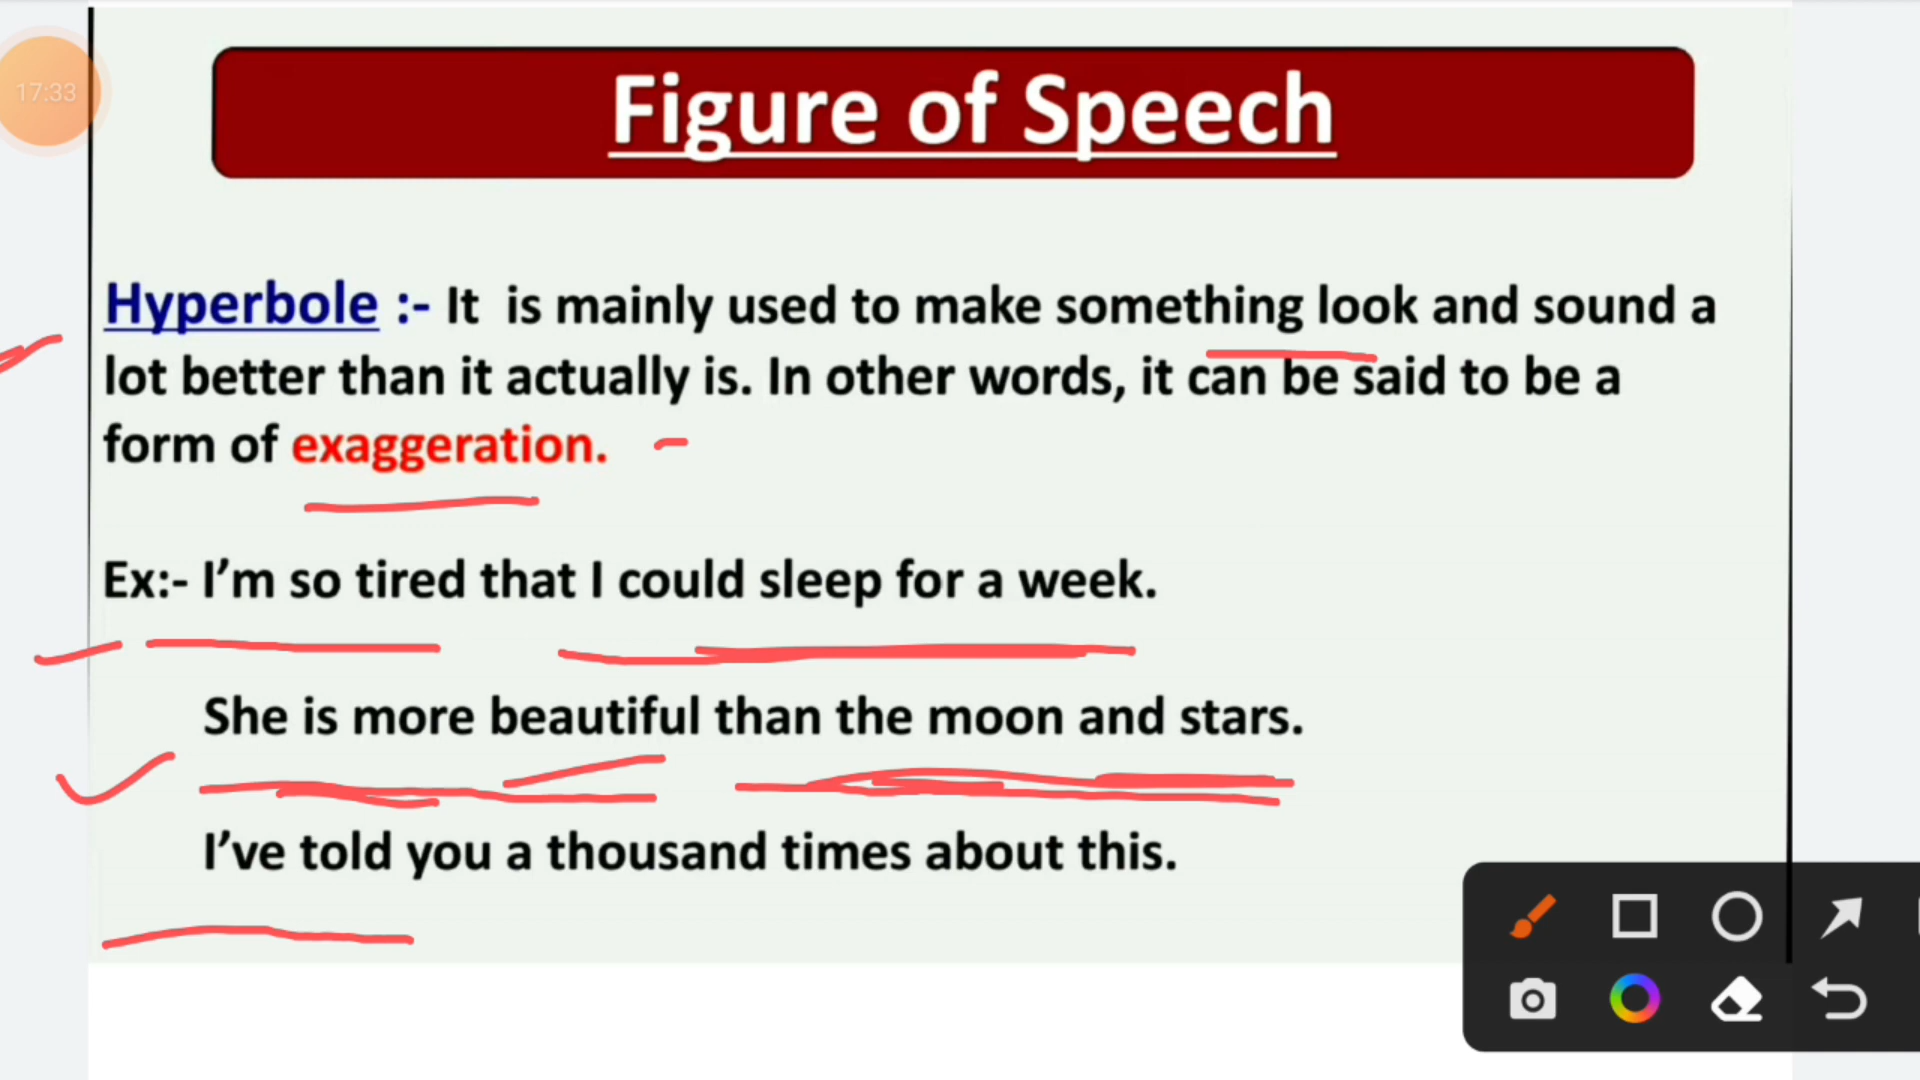 17:33
Figure of Speech
Hyperbole :- It is mainly used to make something look and sound a
lot better than it actually is. In other words, it can be said to be a
form of exaggeration.
Ex:- I’m so tired that I could sleep for a week.
She is more beautiful than the moon and stars.
I’ve told you a thousand times about this.